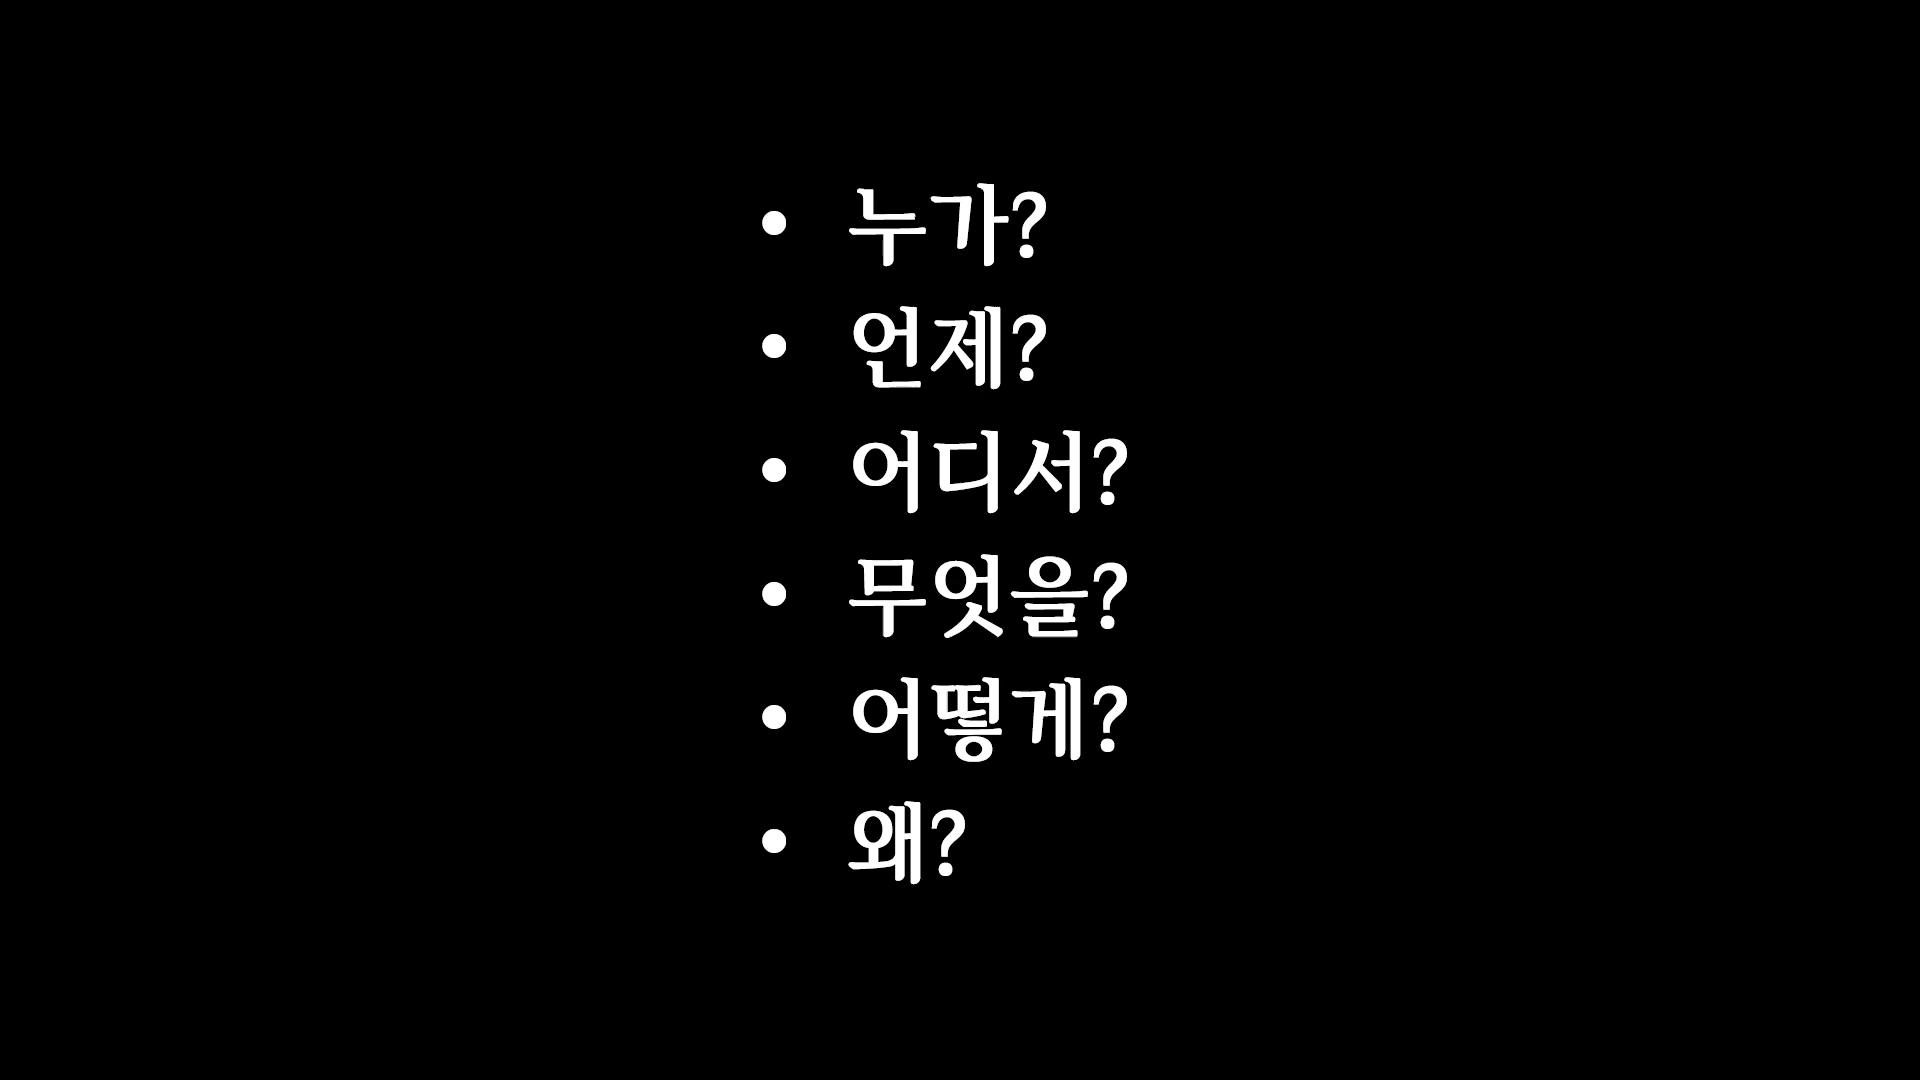 • 누가?
• 언제?
• 어디서?
• 무엇을?
• 어떻게?
• 왜?